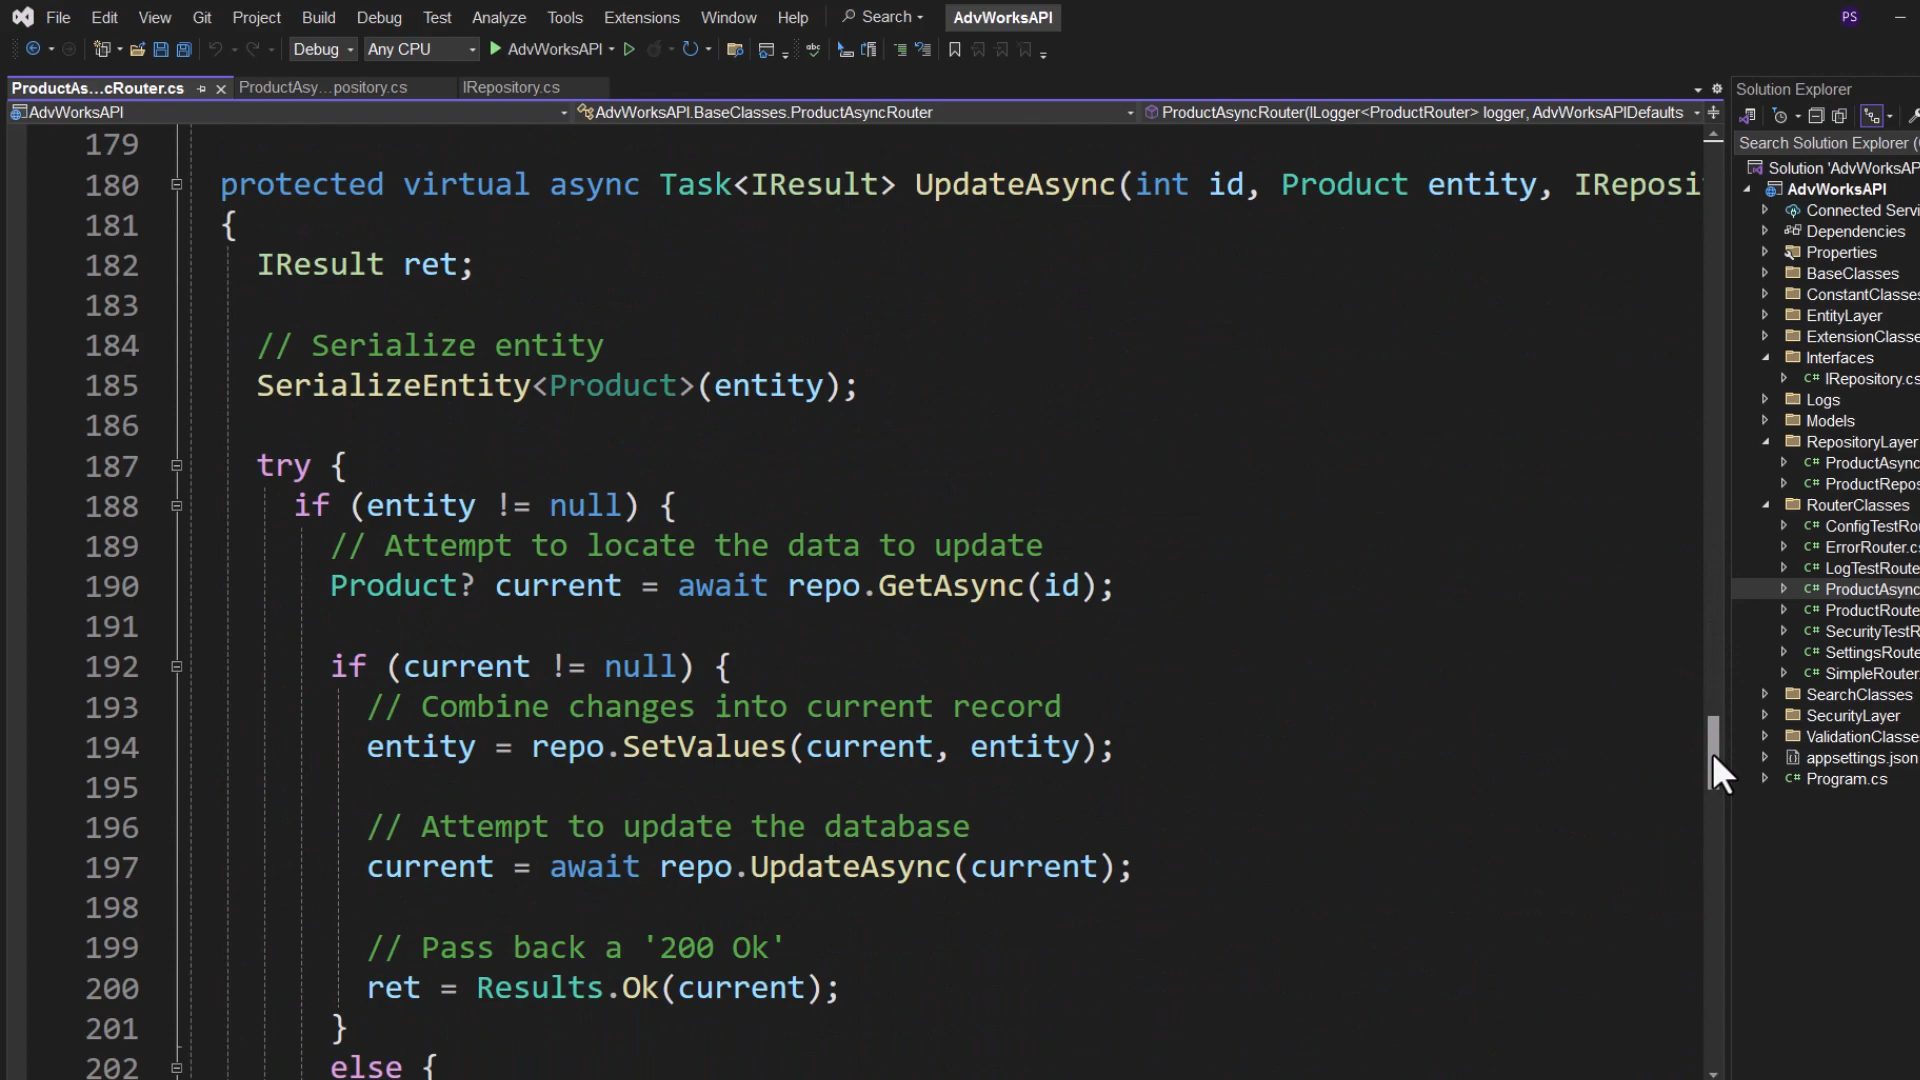 File Edit View Git Project Build Debug Test Analyze Tools Extensions Window Help Search AdvWorksAPI PS
Debug Any CPU AdvWorksAPI
ProductAs...cRouter.cs ProductAsy...pository.cs IRepository.cs
AdvWorksAPI AdvWorksAPI.BaseClasses.ProductAsyncRouter ProductAsyncRouter(ILogger<ProductRouter> logger, AdvWorksAPIDefaults
179
180 protected virtual async Task<IResult> UpdateAsync(int id, Product entity, IReposi
181 {
182 IResult ret;
183
184 // Serialize entity
185 SerializeEntity<Product>(entity);
186
187 try {
188 if (entity != null) {
189 // Attempt to locate the data to update
190 Product? current = await repo.GetAsync(id);
191
192 if (current != null) {
193 // Combine changes into current record
194 entity = repo.SetValues(current, entity);
195
196 // Attempt to update the database
197 current = await repo.UpdateAsync(current);
198
199 // Pass back a '200 Ok'
200 ret = Results.Ok(current);
201 }
202 else {
Solution Explorer
Search Solution Explorer (
Solution 'AdvWorksAP
AdvWorksAPI
Connected Servi
Dependencies
Properties
BaseClasses
ConstantClasses
EntityLayer
ExtensionClasse
Interfaces
C# IRepository.cs
Logs
Models
RepositoryLayer
C# ProductAsync
C# ProductRepos
RouterClasses
C# ConfigTestRou
C# ErrorRouter.cs
C# LogTestRoute
C# ProductAsync
C# ProductRoute
C# SecurityTestR
C# SettingsRoute
C# SimpleRouter.
SearchClasses
SecurityLayer
ValidationClasse
appsettings.json
C# Program.cs